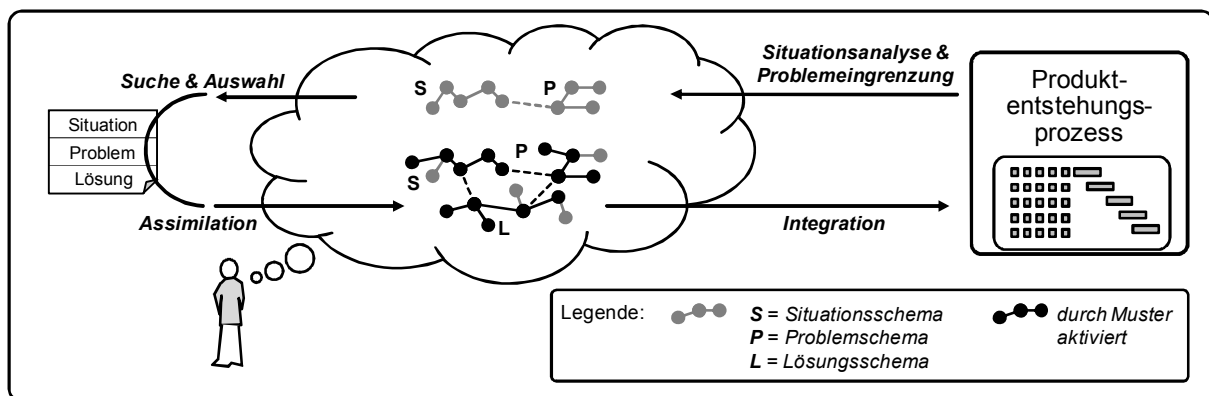 Suche & Auswahl
S
P
Situationsanalyse &
Problemeingrenzung
Produkt-
entstehungs-
prozess
Situation
Problem
Lösung
P
S
L
Assimilation
Integration
Legende:
S = Situationsschema
P = Problemschema
L = Lösungsschema
durch Muster
aktiviert